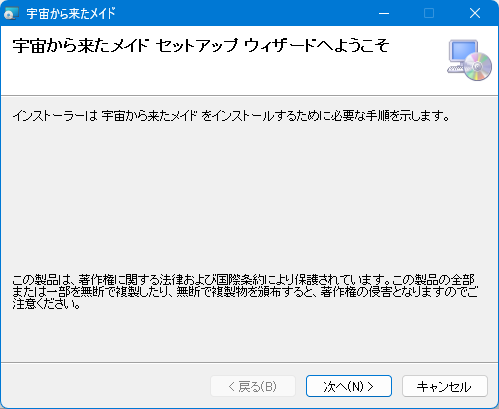 宇宙から来たメイド
宇宙から来たメイド セットアップ ウィザードへようこそ
インストーラーは 宇宙から来たメイド をインストールするために必要な手順を示します。
この製品は、著作権に関する法律および国際条約により保護されています。この製品の全部
または一部を無断で複製したり、無断で複製物を頒布すると、著作権の侵害となりますのでご
注意ください。
< 戻る(B)
次へ(N) >
キャンセル